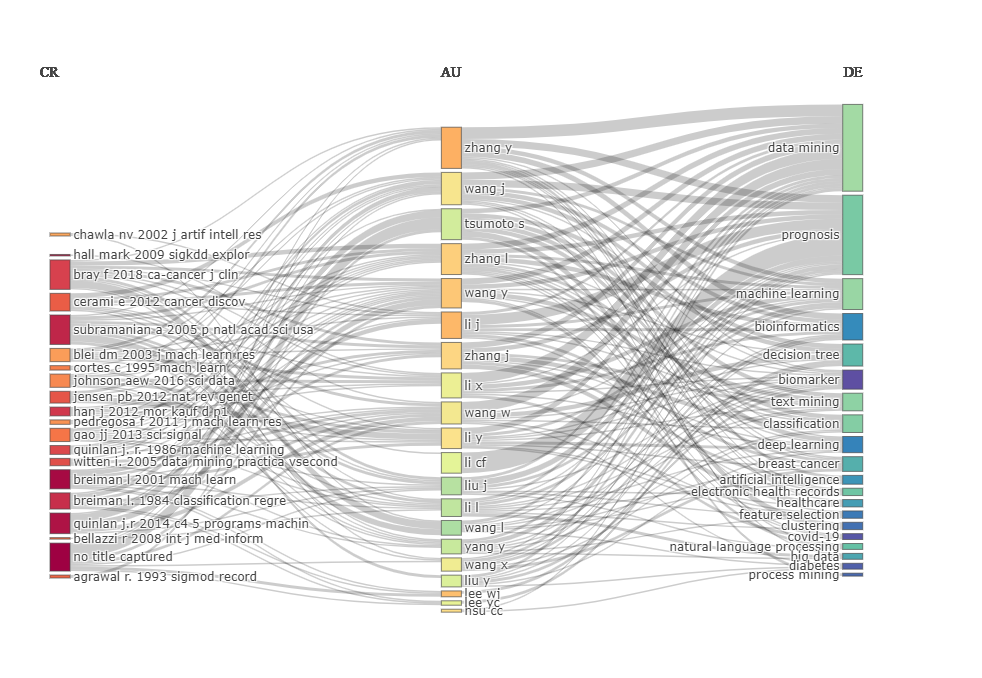 CR
AU
DE
chawla nv 2002 j artif intell res
hall mark 2009 sigkdd explor
bray f 2018 ca-cancer j clin
cerami e 2012 cancer discov
subramanian a 2005 p natl acad sci usa
blei dm 2003 j mach learn res
cortes c 1995 mach learn
johnson aew 2016 sci data
jensen pb 2012 nat rev genet
han j 2012 mor kauf d p1
pedregosa f 2011 j mach learn res
gao jj 2013 sci signal
quinlan j. r. 1986 machine learning
witten i. 2005 data mining practica vsecond
breiman l 2001 mach learn
breiman l. 1984 classification regre
quinlan j.r 2014 c4 5 programs machin
bellazzi r 2008 int j med inform
no title captured
agrawal r. 1993 sigmod record
zhang y
wang j
tsumoto s
zhang l
wang y
li j
zhang j
li x
wang w
li y
li cf
liu j
li l
wang l
yang y
wang x
liu y
lee wj
lee yc
hsu cc
data mining
prognosis
machine learning
bioinformatics
decision tree
biomarker
text mining
classification
deep learning
breast cancer
artificial intelligence
electronic health records
healthcare
feature selection
clustering
covid-19
natural language processing
big data
diabetes
process mining